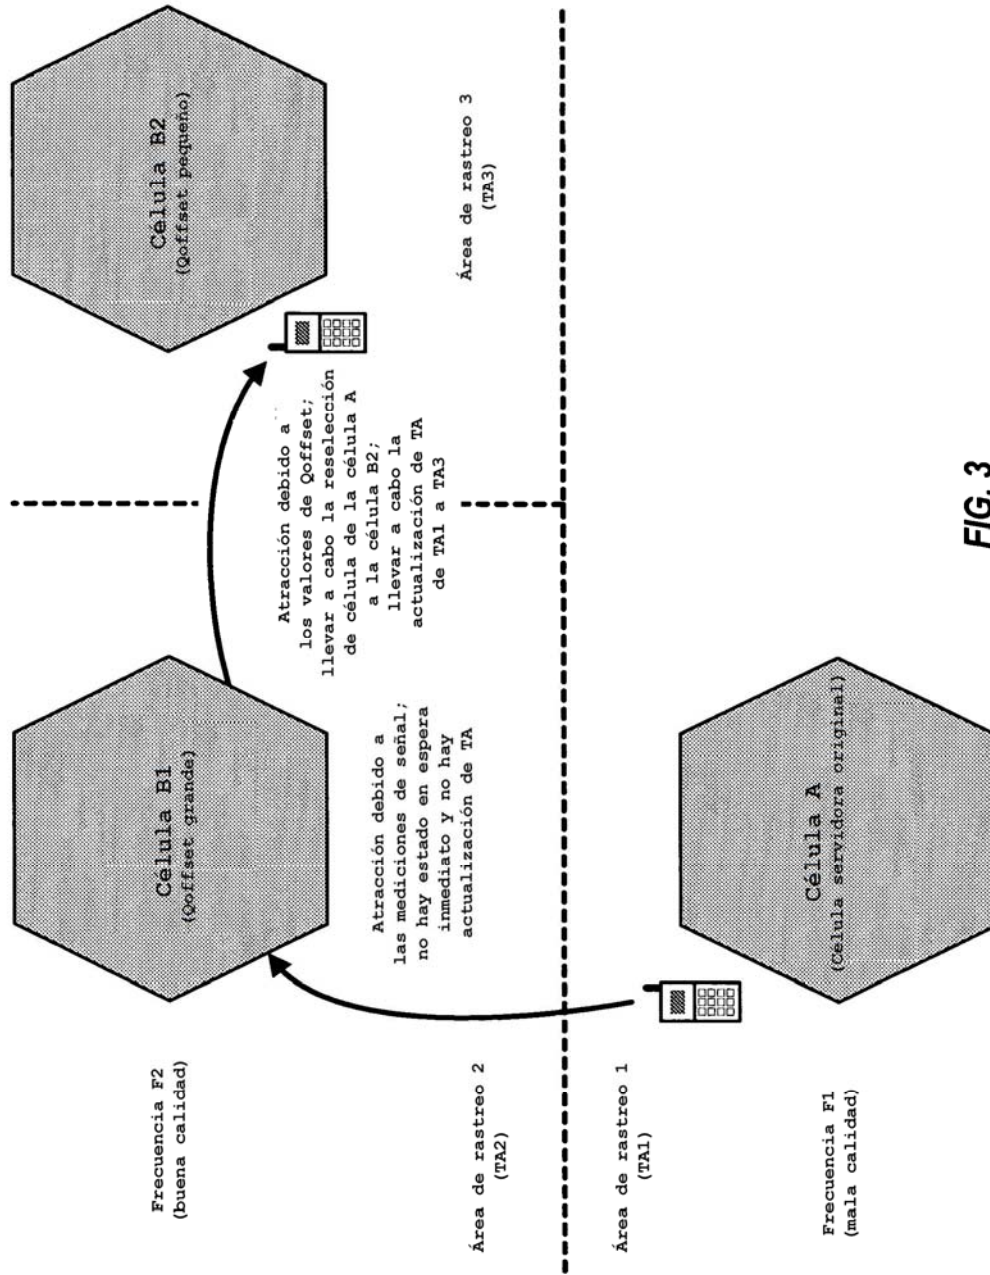 Frecuencia F2
(buena calidad)
Célula B1
(Qoffset grande)
Célula B2
(Qoffset pequeño)
Atracción debido a
las mediciones de señal;
no hay estado en espera
inmediato y no hay
actualización de TA
Atracción debido a
los valores de Qoffset;
llevar a cabo la reselección
de célula de la célula A
a la célula B2;
llevar a cabo la
actualización de TA
de TA1 a TA3
Área de rastreo 2
(TA2)
Área de rastreo 3
(TA3)
Área de rastreo 1
(TA1)
Frecuencia F1
(mala calidad)
Célula A
(Célula servidora original)
FIG. 3